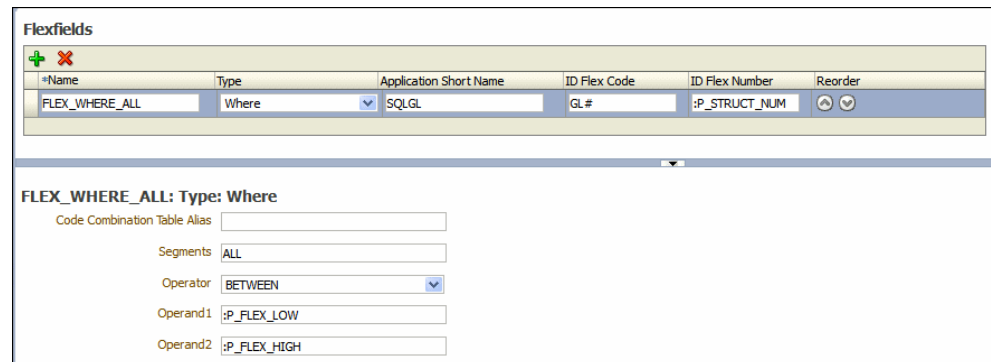 Flexfields
*Name Type Application Short Name ID Flex Code ID Flex Number Reorder
FLEX_WHERE_ALL Where SQLGL GL# :P_STRUCT_NUM
FLEX_WHERE_ALL: Type: Where
Code Combination Table Alias
Segments ALL
Operator BETWEEN
Operand1 :P_FLEX_LOW
Operand2 :P_FLEX_HIGH